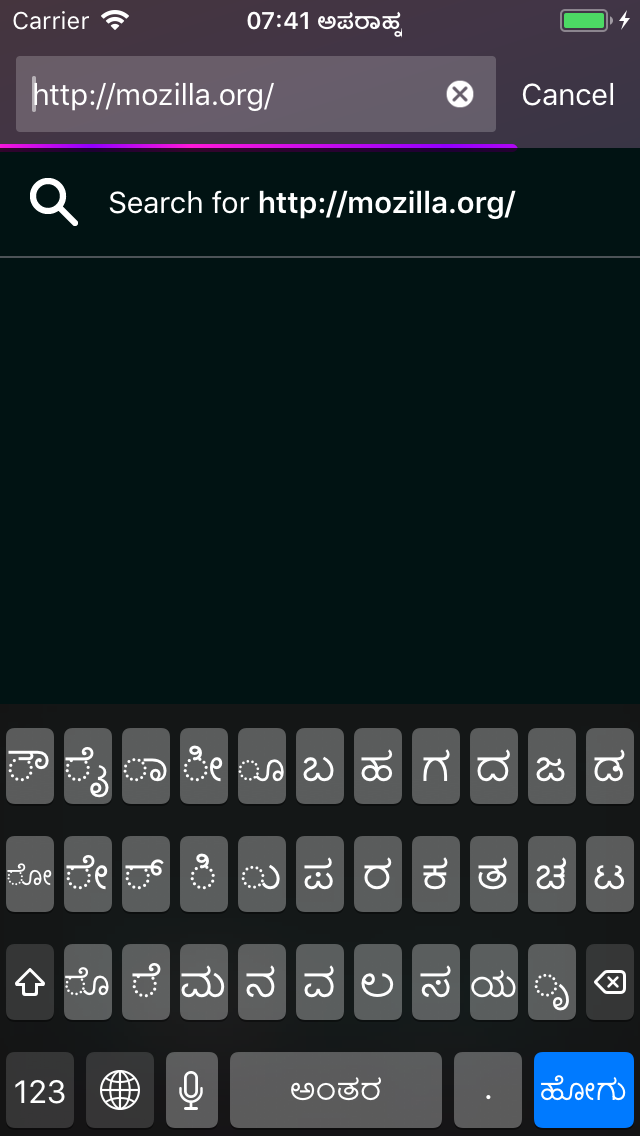 Carrier 07:41 ಅಪರಾಹ್ನ
http://mozilla.org/ Cancel
Search for http://mozilla.org/
ೌ ೈ ಾ ೀ ೂ ಬ ಹ ಗ ದ ಜ ಡ
ೋ ೇ ್ ಿ ು ಪ ರ ಕ ತ ಚ ಟ
ೊ ೆ ಮ ನ ವ ಲ ಸ ಯ ೃ
123 ಅಂತರ . ಹೋಗು